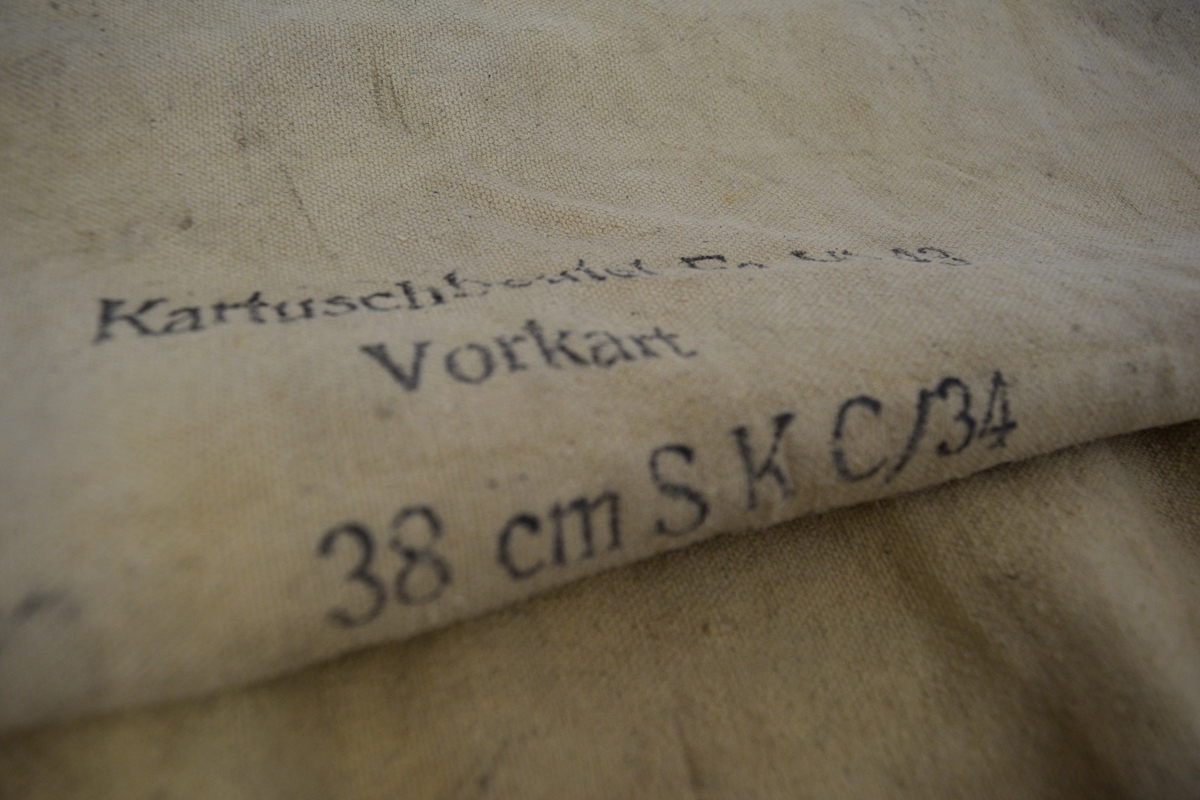 Kartuschbeutel
Vorkart
38 cm S K C/34